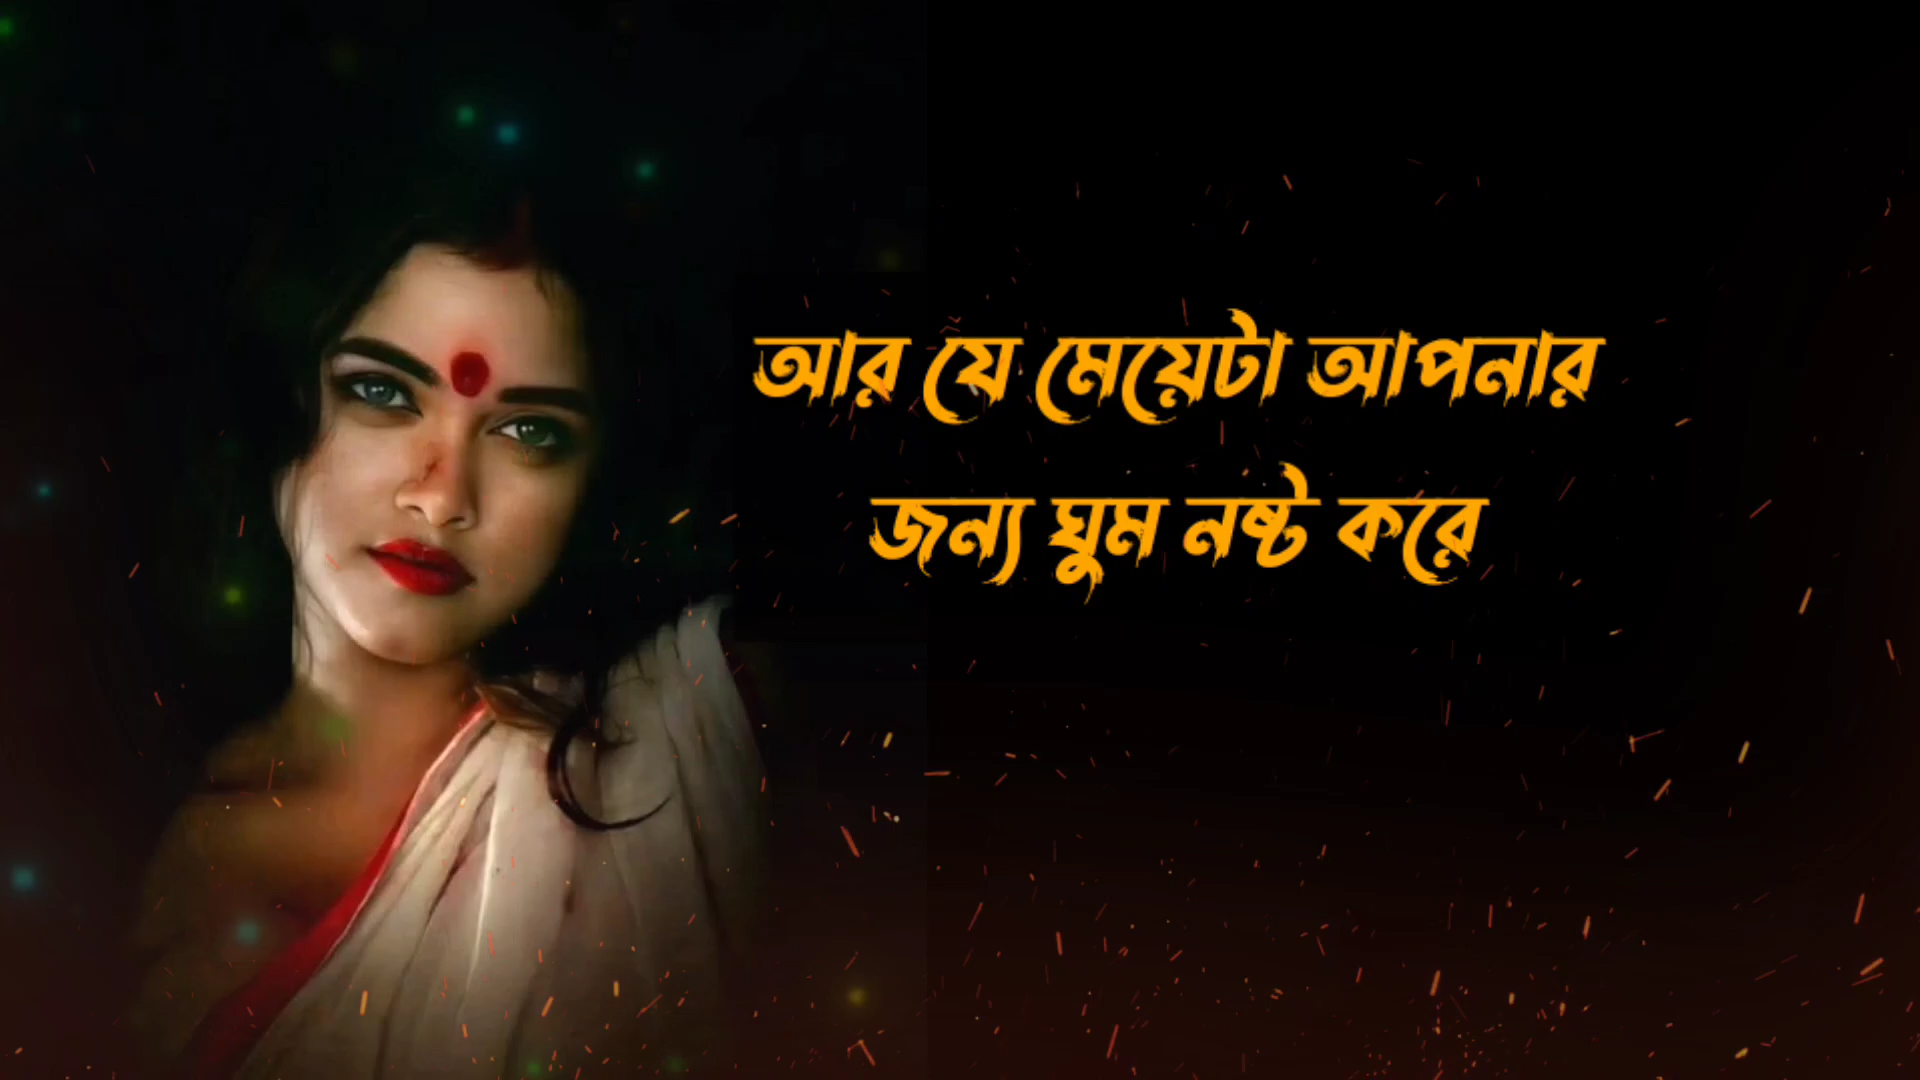 আর যে মেয়েটা আপনার
জন্য ঘুম নষ্ট করে